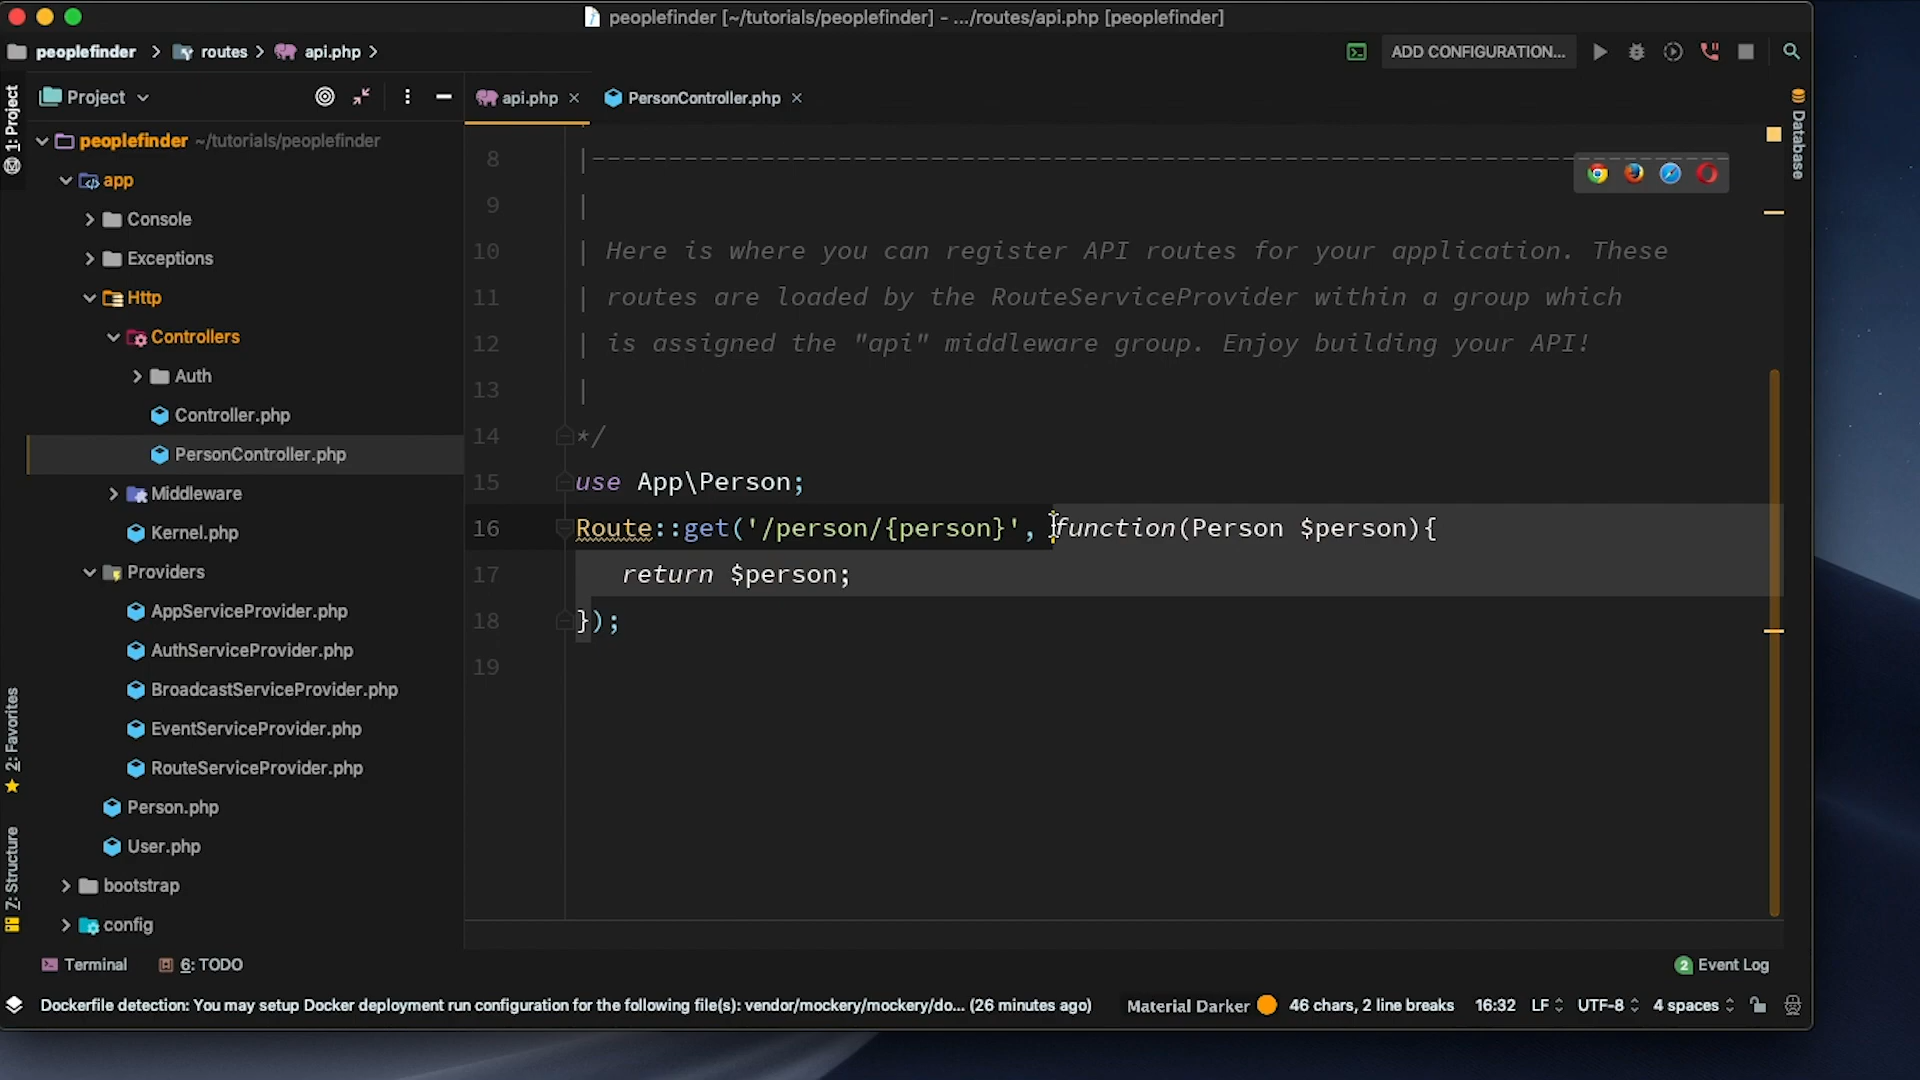 peoplefinder [~/tutorials/peoplefinder] - .../routes/api.php [peoplefinder]
peoplefinder routes api.php
ADD CONFIGURATION...
1: Project
Project
api.php
PersonController.php
Database
peoplefinder ~/tutorials/peoplefinder
app
Console
Exceptions
Http
Controllers
Auth
Controller.php
PersonController.php
Middleware
Kernel.php
Providers
AppServiceProvider.php
AuthServiceProvider.php
BroadcastServiceProvider.php
EventServiceProvider.php
RouteServiceProvider.php
Person.php
User.php
bootstrap
config
2: Favorites
7: Structure
8 |--------------------------------------------------------------------------
9 |
10 | Here is where you can register API routes for your application. These
11 | routes are loaded by the RouteServiceProvider within a group which
12 | is assigned the "api" middleware group. Enjoy building your API!
13 |
14 */
15 use App\Person;
16 Route::get('/person/{person}', function(Person $person){
17 return $person;
18 });
19
Terminal
6: TODO
2 Event Log
Dockerfile detection: You may setup Docker deployment run configuration for the following file(s): vendor/mockery/mockery/do... (26 minutes ago)
Material Darker
46 chars, 2 line breaks
16:32
LF
UTF-8
4 spaces